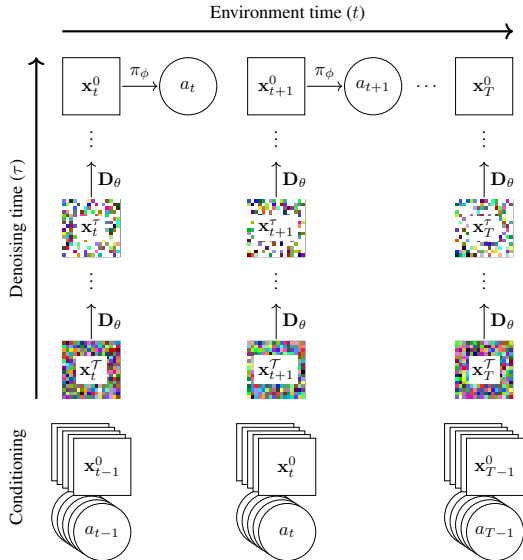 Environment time (t)
Denoising time (τ)
x_t^0 π_ϕ a_t x_{t+1}^0 π_ϕ a_{t+1} ⋯ x_T^0
⋮ ⋮ ⋮
D_θ D_θ D_θ
x_t^τ x_{t+1}^τ x_T^τ
⋮ ⋮ ⋮
D_θ D_θ D_θ
x_t^𝒯 x_{t+1}^𝒯 x_T^𝒯
Conditioning
x_{t−1}^0 x_t^0 x_{T−1}^0
a_{t−1} a_t a_{T−1}